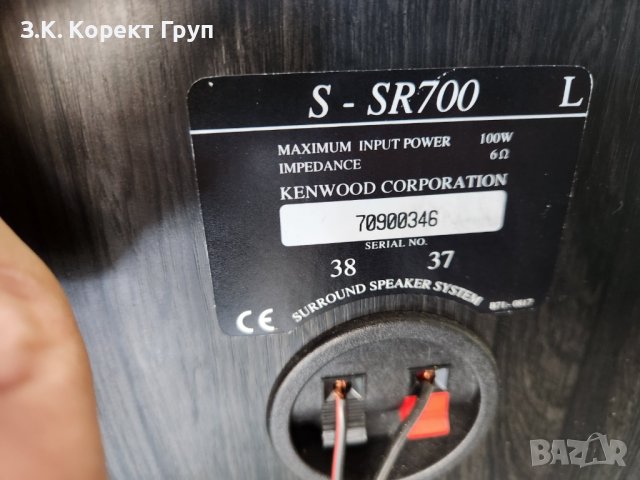 З.К. Корект Груп
S - SR700 L
MAXIMUM INPUT POWER 100W
IMPEDANCE 6Ω
KENWOOD CORPORATION
70900346
SERIAL NO.
38 37
SURROUND SPEAKER SYSTEM
CE
BAZAR